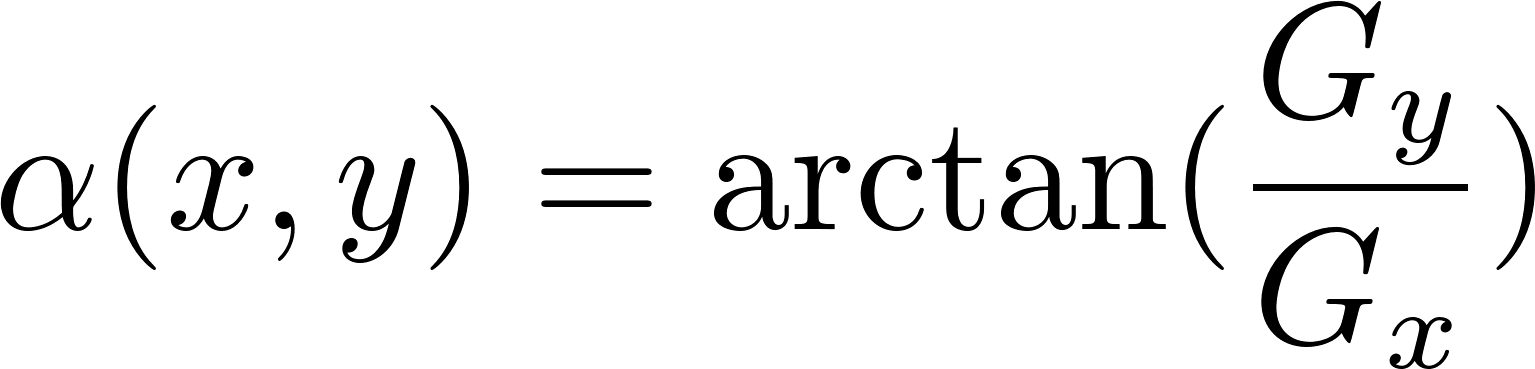 α(x, y) = arctan(G_y / G_x)